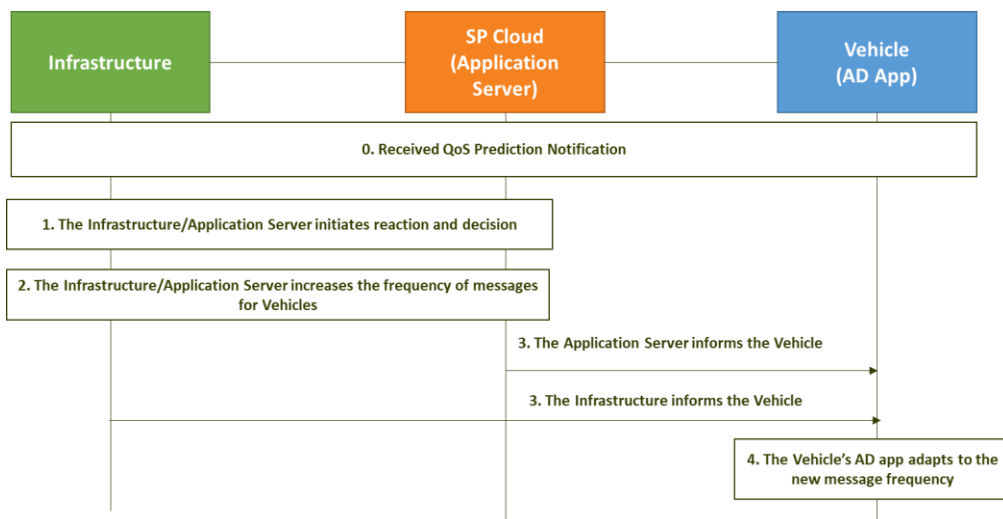 Infrastructure
SP Cloud
(Application
Server)
Vehicle
(AD App)
0. Received QoS Prediction Notification
1. The Infrastructure/Application Server initiates reaction and decision
2. The Infrastructure/Application Server increases the frequency of messages
for Vehicles
3. The Application Server informs the Vehicle
3. The Infrastructure informs the Vehicle
4. The Vehicle's AD app adapts to the
new message frequency